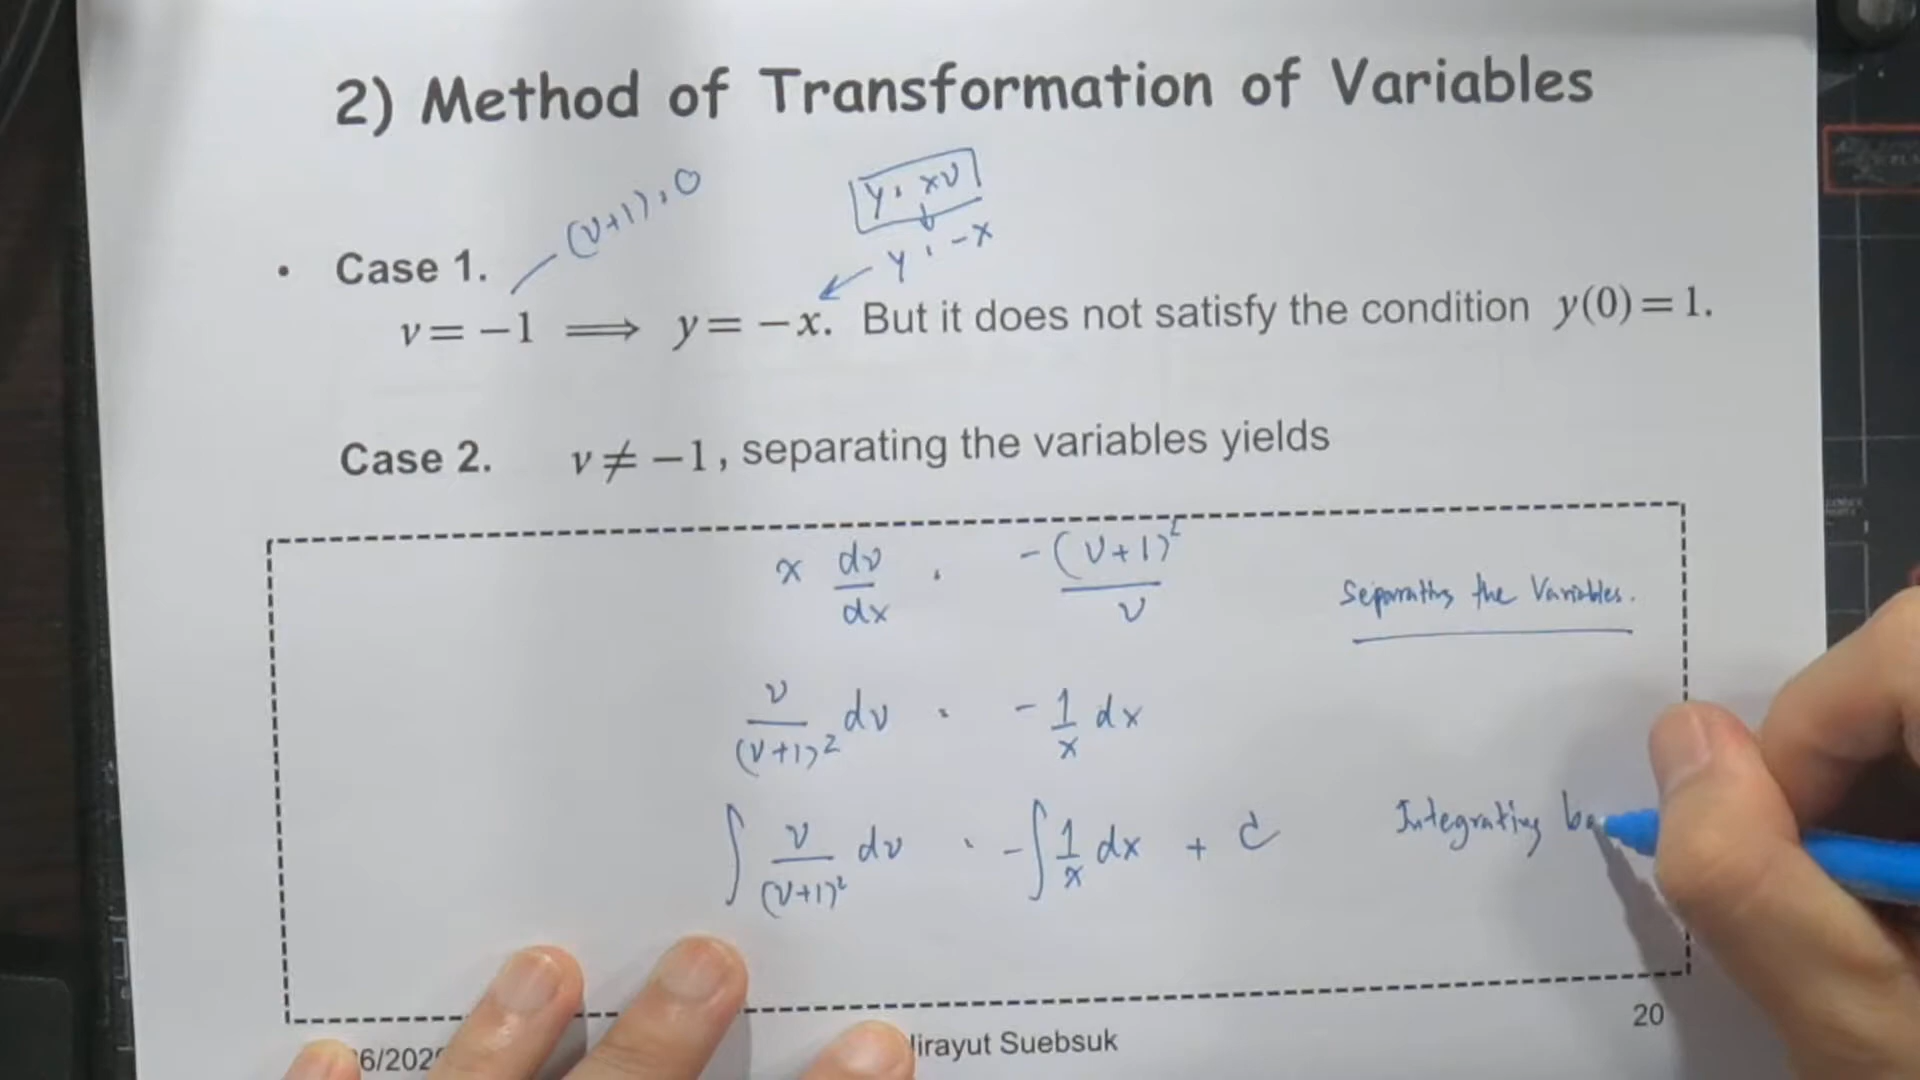 2) Method of Transformation of Variables
(v+1) = 0
y = xv
y = -x
• Case 1.
v = −1 ⟹ y = −x. But it does not satisfy the condition y(0) = 1.
Case 2. v ≠ −1, separating the variables yields
x dv/dx = -(v+1)²/v
Separating the Variables.
v/(v+1)² dv = -1/x dx
∫ v/(v+1)² dv = -∫ 1/x dx + c
Integrating
6/202
Jirayut Suebsuk
20